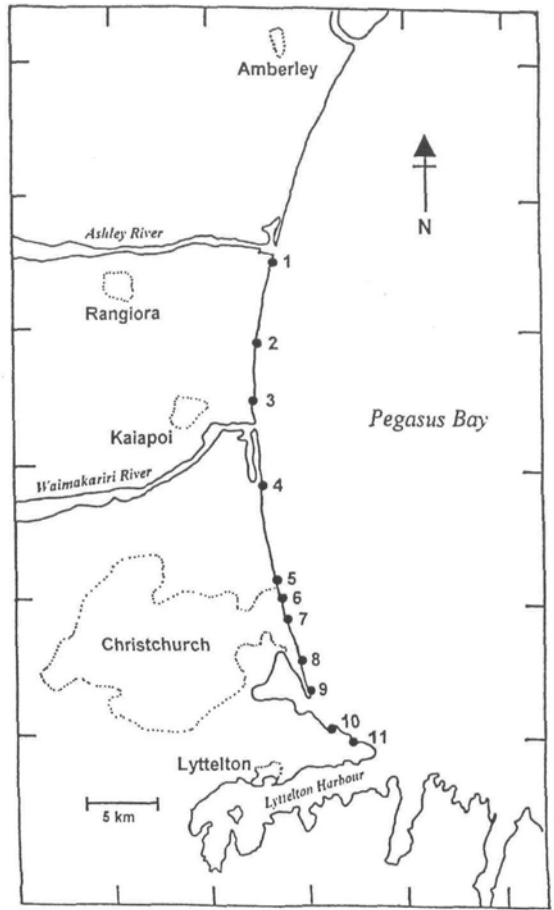 Amberley
N
Ashley River
1
Rangiora
2
3
Kaiapoi
Pegasus Bay
Waimakariri River
4
5
6
7
Christchurch
8
9
10
11
Lyttelton
Lyttelton Harbour
5 km